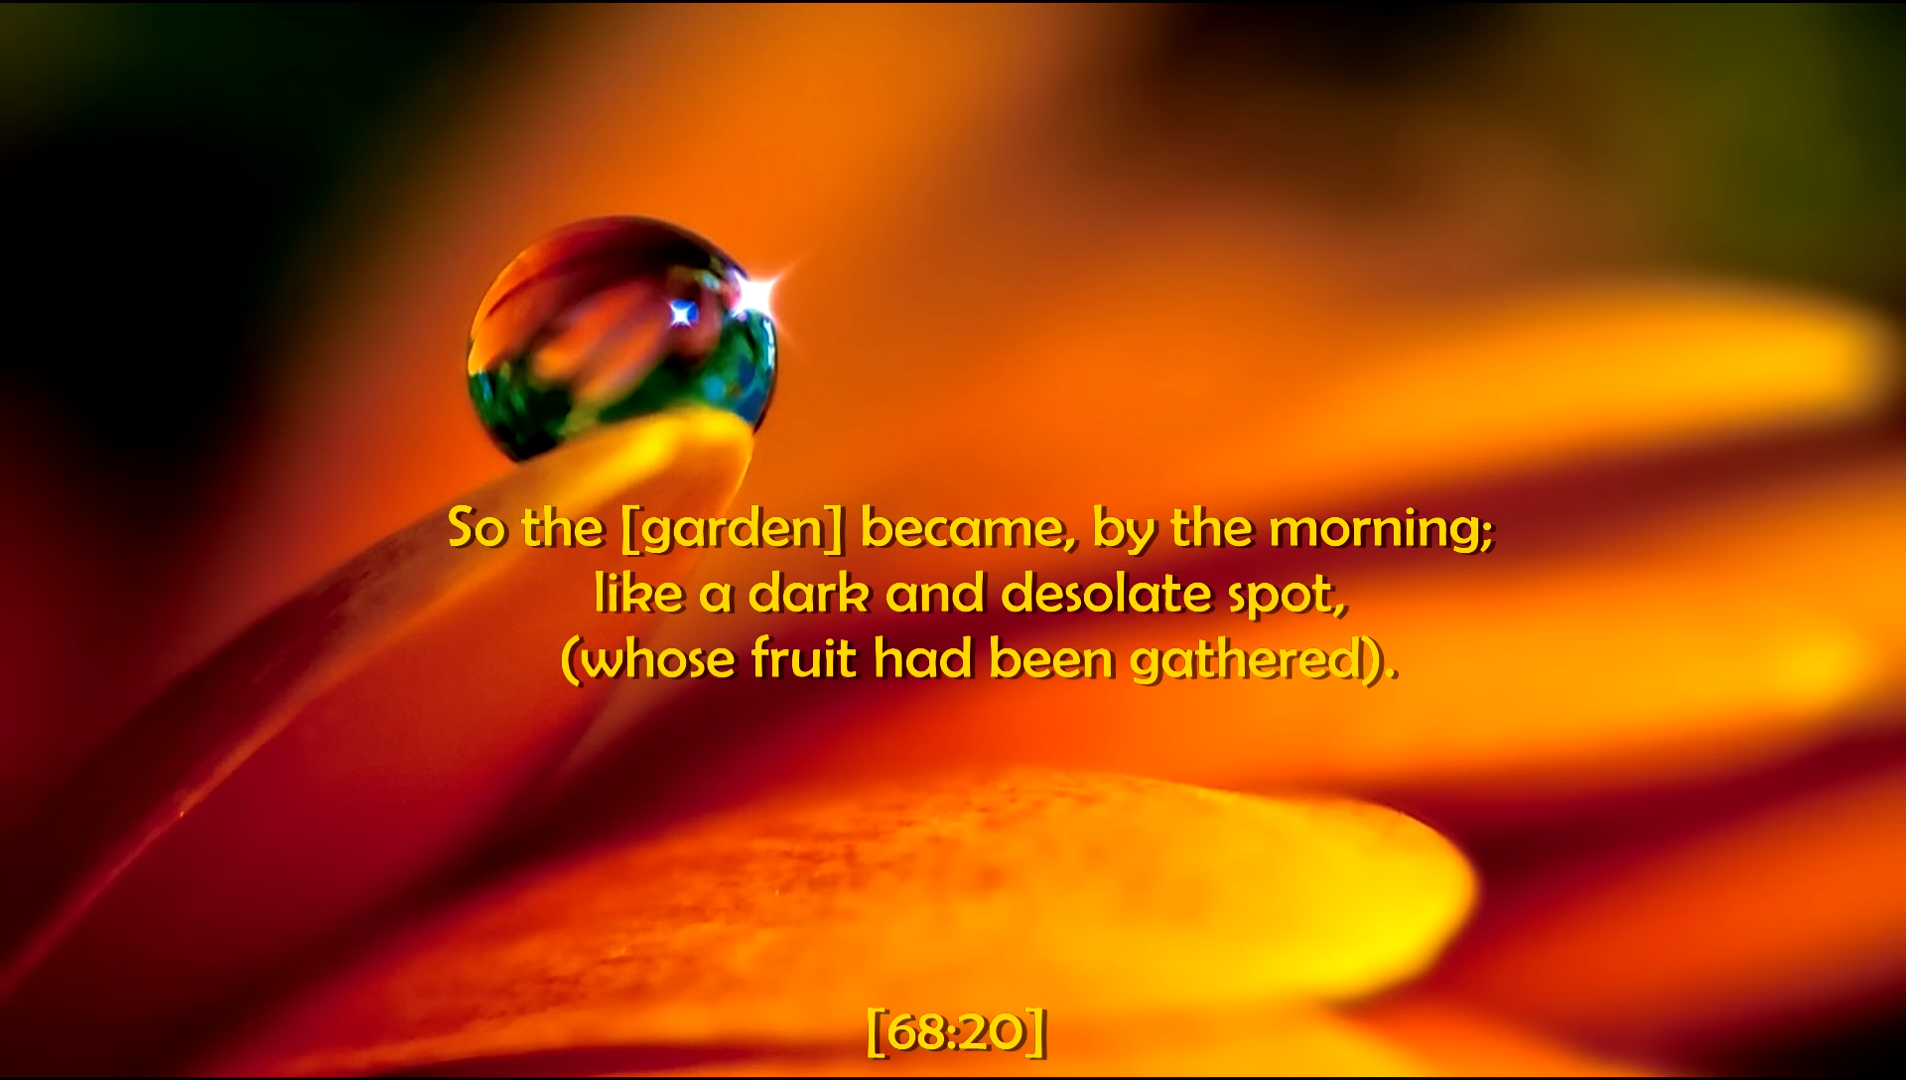 So the [garden] became, by the morning;
like a dark and desolate spot,
(whose fruit had been gathered).
[68:20]